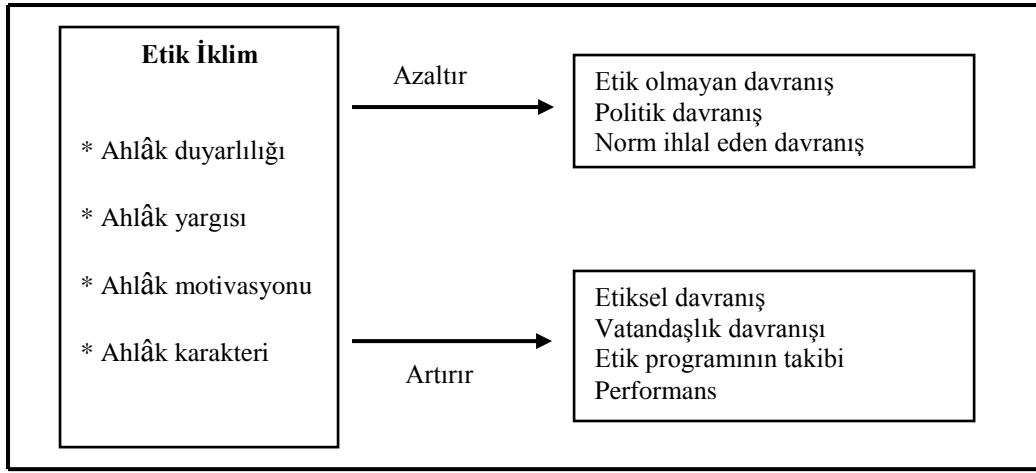 Etik İklim
* Ahlâk duyarlılığı
* Ahlâk yargısı
* Ahlâk motivasyonu
* Ahlâk karakteri
Azaltır
Etik olmayan davranış
Politik davranış
Norm ihlal eden davranış
Artırır
Etiksel davranış
Vatandaşlık davranışı
Etik programının takibi
Performans